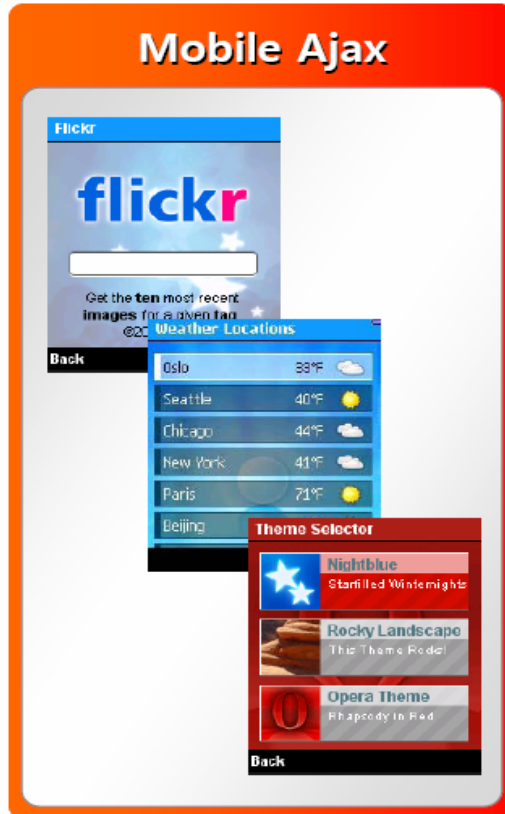 Mobile Ajax
Flickr
flickr
Get the ten most recent
images for a given tag
©20
Back
Weather Locations
Oslo 33°F
Seattle 40°F
Chicago 44°F
New York 41°F
Paris 71°F
Beijing
Theme Selector
Nightblue
Starfilled Winternights
Rocky Landscape
This Theme Rocks!
Opera Theme
Rhapsody in Red
Back